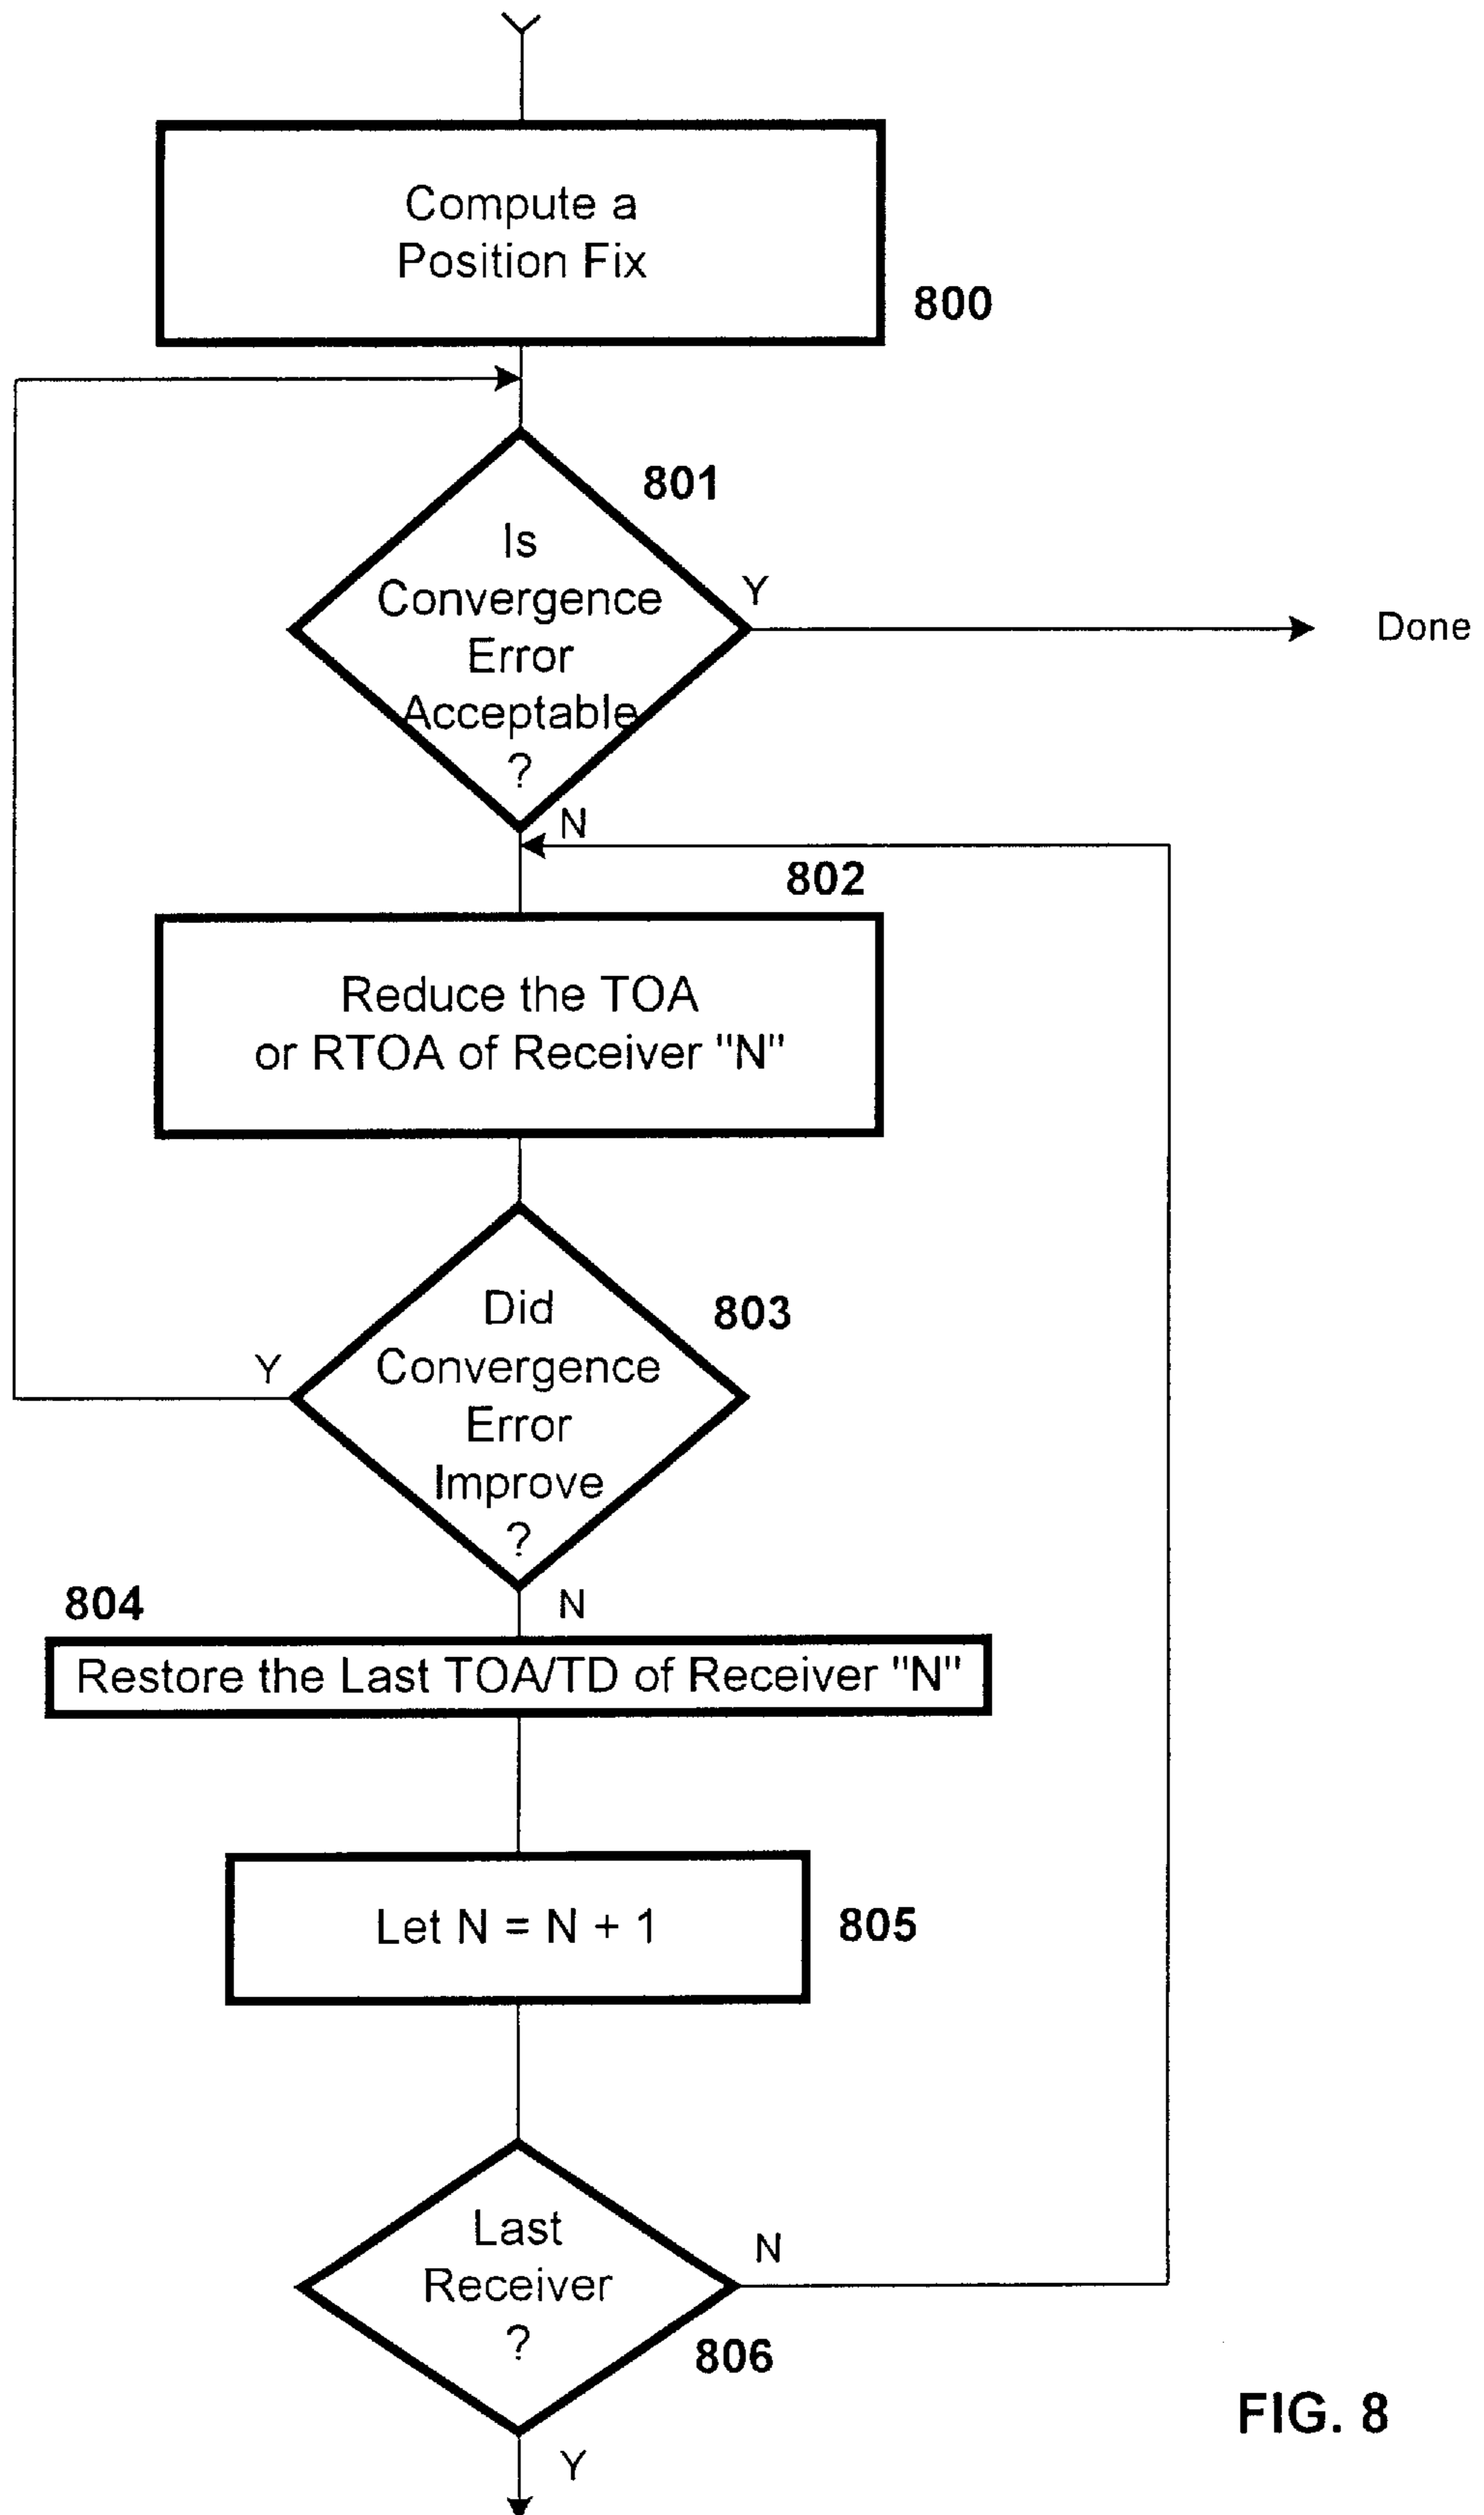 Compute a
Position Fix
800
801
Is
Convergence
Error
Acceptable
?
Y
Done
N
802
Reduce the TOA
or RTOA of Receiver "N"
803
Did
Convergence
Error
Improve
?
Y
N
804
Restore the Last TOA/TD of Receiver "N"
Let N = N + 1
805
Last
Receiver
?
N
806
Y
FIG. 8